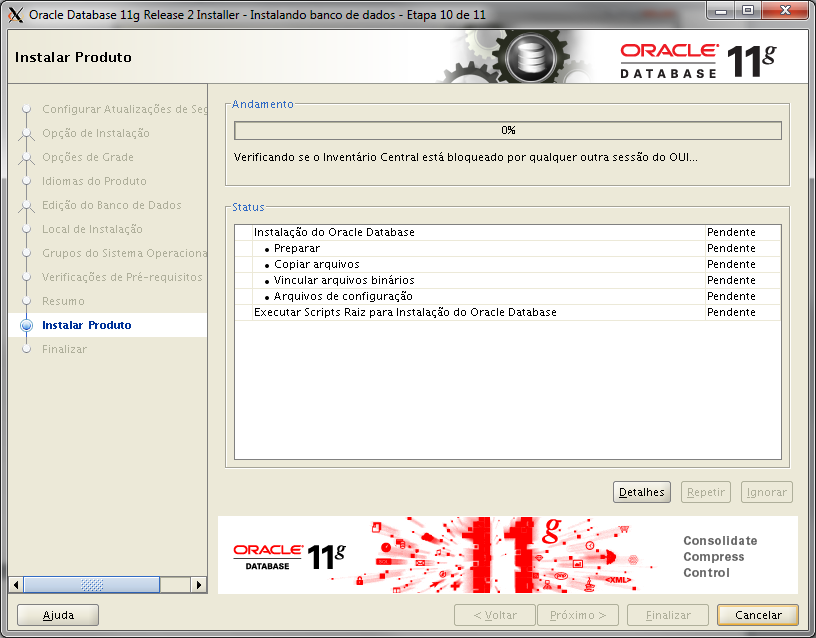 Oracle Database 11g Release 2 Installer - Instalando banco de dados - Etapa 10 de 11
Instalar Produto
ORACLE
DATABASE 11g
Configurar Atualizações de Seg
Opção de Instalação
Opções de Grade
Idiomas do Produto
Edição do Banco de Dados
Local de Instalação
Grupos do Sistema Operaciona
Verificações de Pré-requisitos
Resumo
Instalar Produto
Finalizar
Andamento
0%
Verificando se o Inventário Central está bloqueado por qualquer outra sessão do OUI...
Status
Instalação do Oracle Database Pendente
• Preparar Pendente
• Copiar arquivos Pendente
• Vincular arquivos binários Pendente
• Arquivos de configuração Pendente
Executar Scripts Raiz para Instalação do Oracle Database Pendente
Detalhes Repetir Ignorar
ORACLE
DATABASE 11g
11g
<XML>
Consolidate
Compress
Control
Ajuda < Voltar Próximo > Finalizar Cancelar